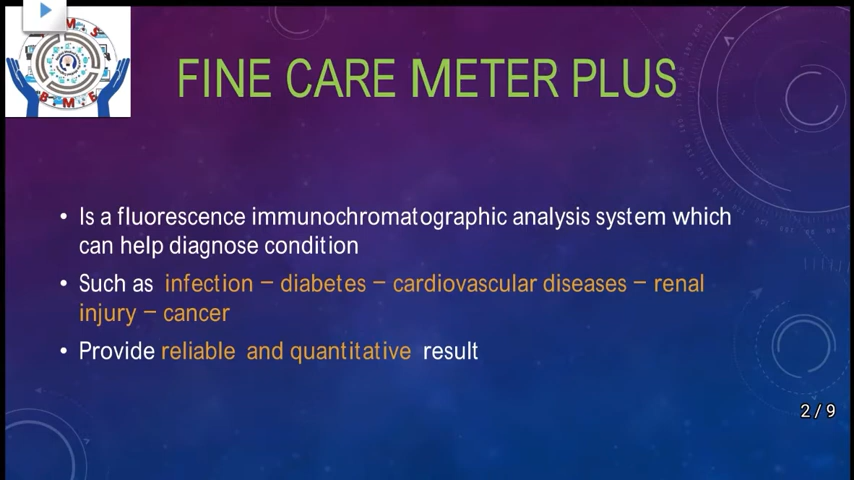 FINE CARE METER PLUS
• Is a fluorescence immunochromatographic analysis system which
can help diagnose condition
• Such as infection – diabetes – cardiovascular diseases – renal
injury – cancer
• Provide reliable and quantitative result
2 / 9